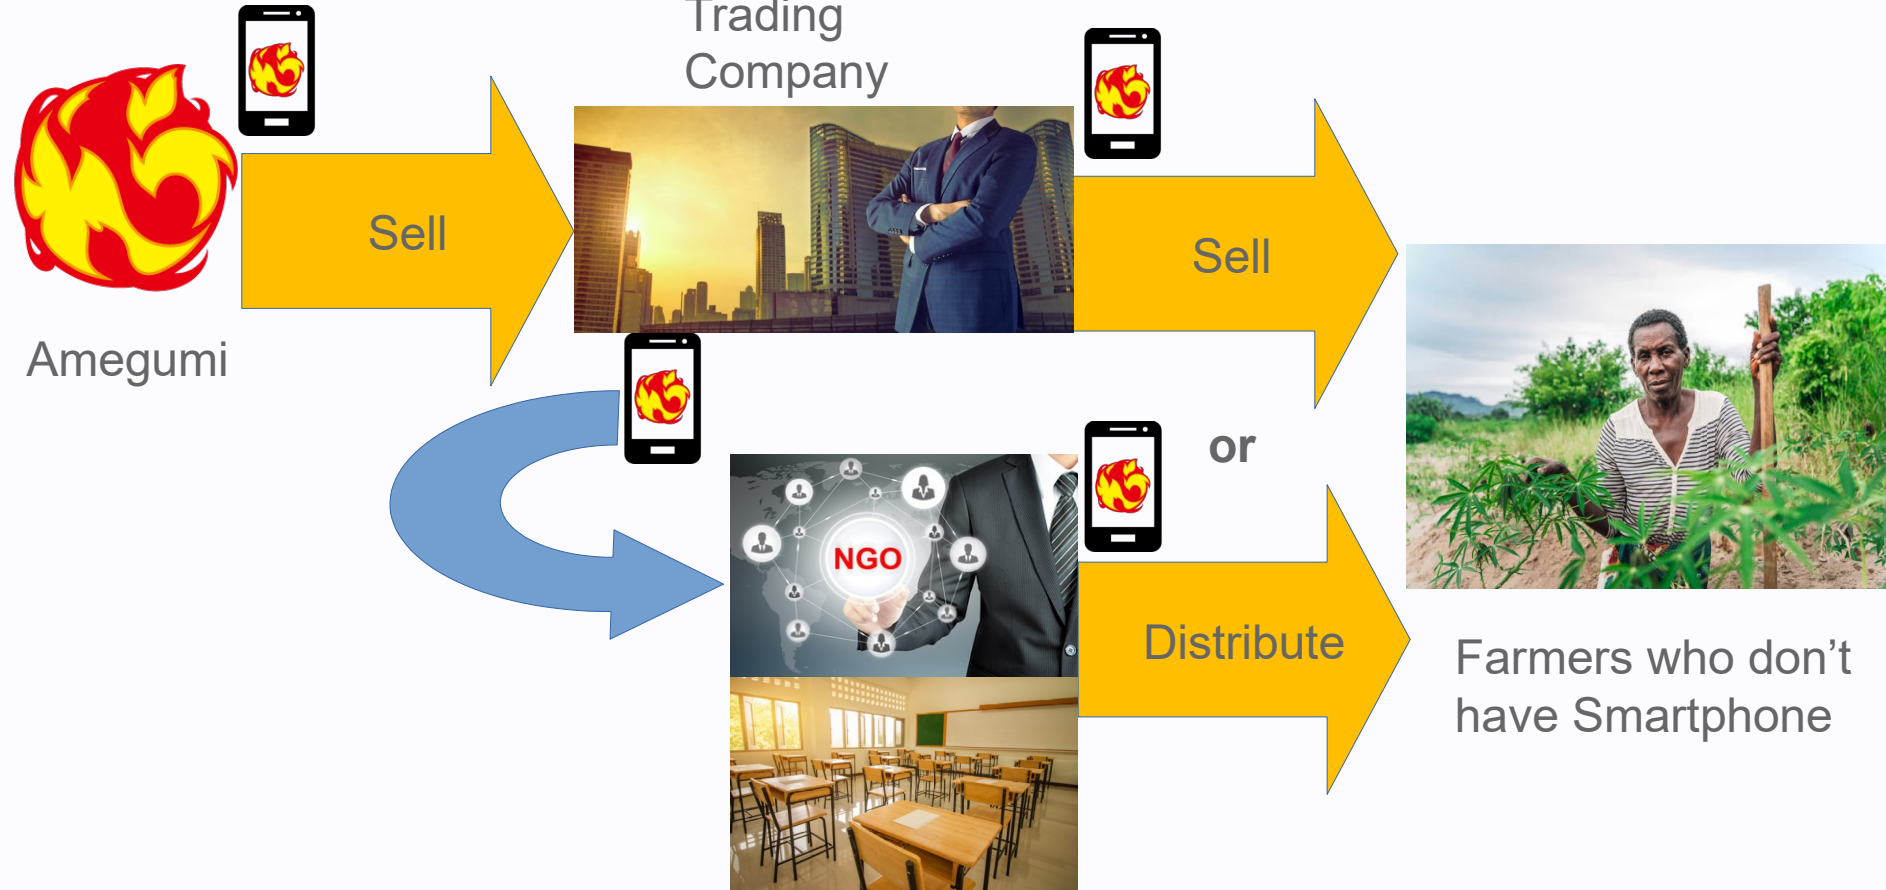 Trading
Company
Sell
Sell
Amegumi
or
NGO
Distribute
Farmers who don’t
have Smartphone